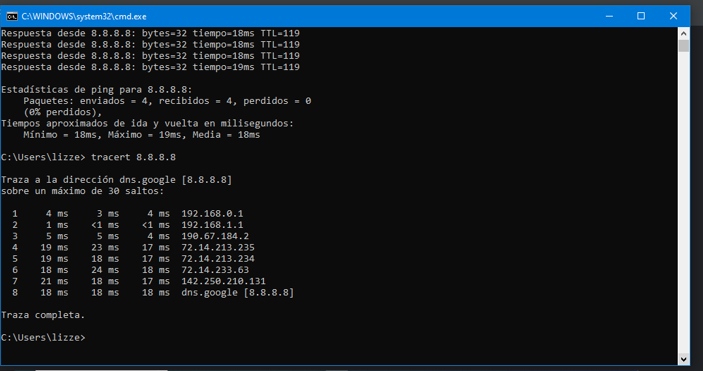 C:\WINDOWS\system32\cmd.exe
Respuesta desde 8.8.8.8: bytes=32 tiempo=18ms TTL=119
Respuesta desde 8.8.8.8: bytes=32 tiempo=18ms TTL=119
Respuesta desde 8.8.8.8: bytes=32 tiempo=18ms TTL=119
Respuesta desde 8.8.8.8: bytes=32 tiempo=19ms TTL=119
Estadísticas de ping para 8.8.8.8:
Paquetes: enviados = 4, recibidos = 4, perdidos = 0
(0% perdidos),
Tiempos aproximados de ida y vuelta en milisegundos:
Mínimo = 18ms, Máximo = 19ms, Media = 18ms
C:\Users\lizze> tracert 8.8.8.8
Traza a la dirección dns.google [8.8.8.8]
sobre un máximo de 30 saltos:
1 4 ms 3 ms 4 ms 192.168.0.1
2 1 ms <1 ms <1 ms 192.168.1.1
3 5 ms 5 ms 4 ms 190.67.184.2
4 19 ms 23 ms 17 ms 72.14.213.235
5 19 ms 18 ms 17 ms 72.14.213.234
6 18 ms 24 ms 18 ms 72.14.233.63
7 21 ms 18 ms 17 ms 142.250.210.131
8 18 ms 18 ms 18 ms dns.google [8.8.8.8]
Traza completa.
C:\Users\lizze>